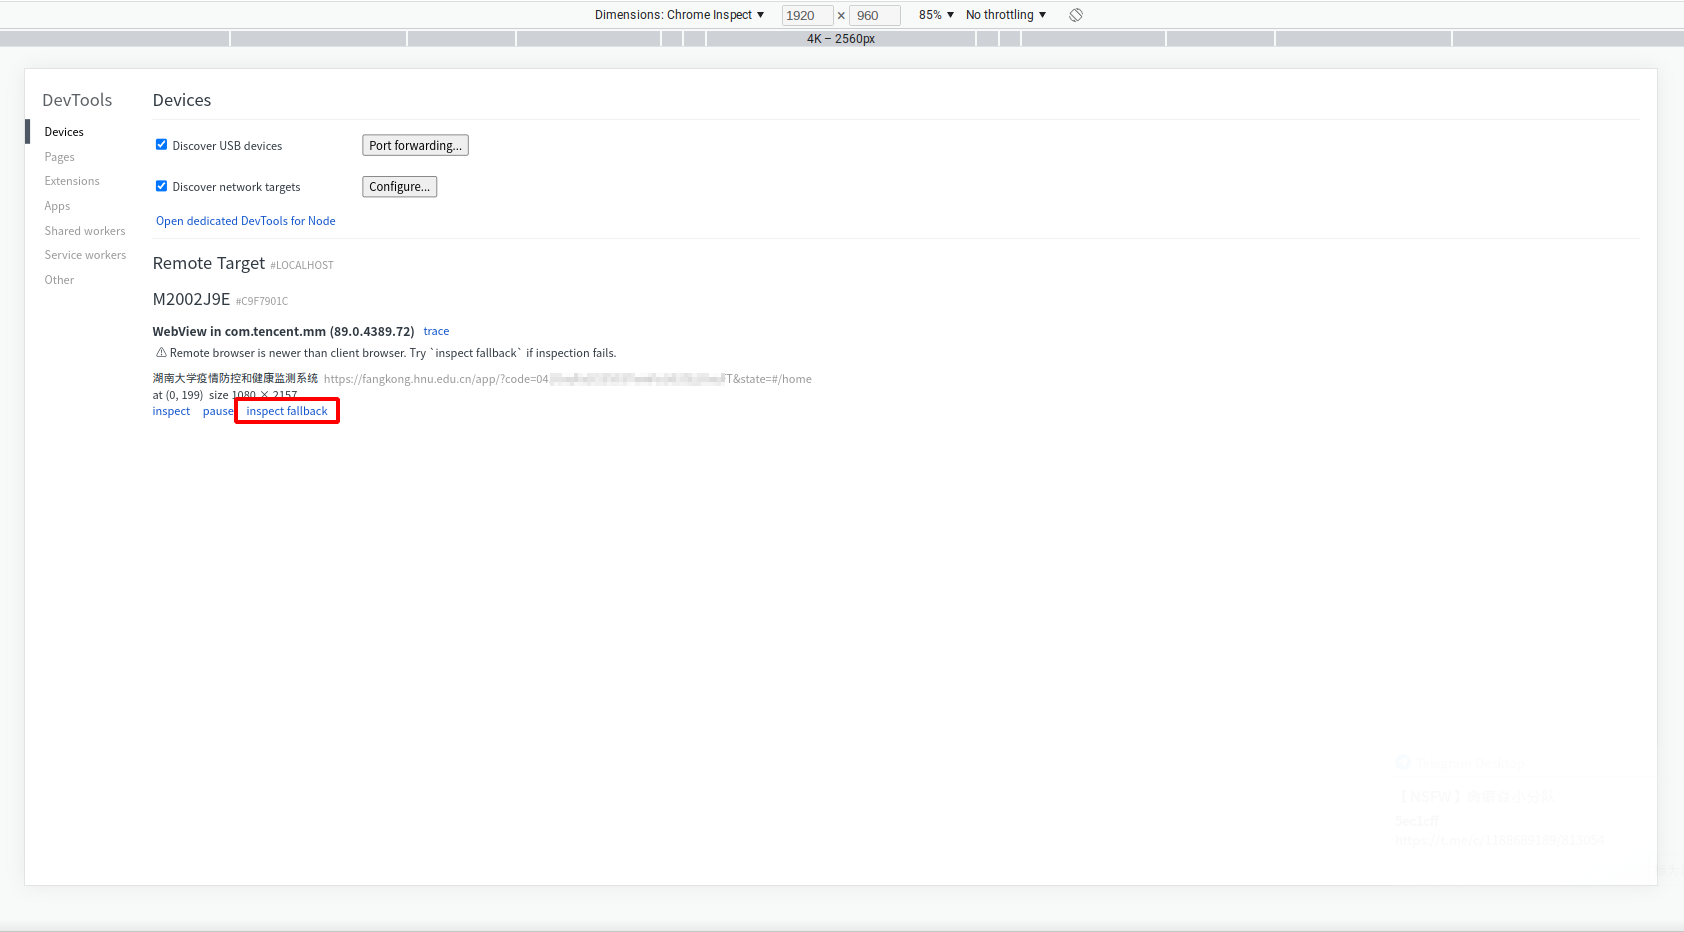 Dimensions: Chrome Inspect ▼ 1920 × 960 85% ▼ No throttling ▼
4K – 2560px
DevTools
Devices
Pages
Extensions
Apps
Shared workers
Service workers
Other
Devices
Discover USB devices Port forwarding...
Discover network targets Configure...
Open dedicated DevTools for Node
Remote Target #LOCALHOST
M2002J9E #C9F7901C
WebView in com.tencent.mm (89.0.4389.72) trace
⚠ Remote browser is newer than client browser. Try `inspect fallback` if inspection fails.
湖南大学疫情防控和健康监测系统 https://fangkong.hnu.edu.cn/app/?code=04 T&state=#/home
at (0, 199) size 1080 × 2157
inspect pause inspect fallback